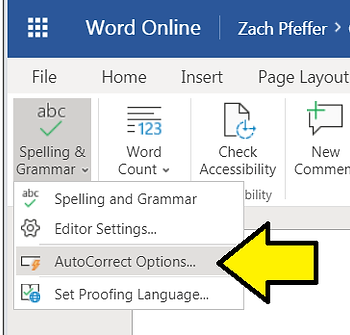 Word Online Zach Pfeffer >
File Home Insert Page Layout
abc
Spelling & Grammar
123
Word Count
Check Accessibility
New
bility
abc Spelling and Grammar
Editor Settings...
AutoCorrect Options...
Set Proofing Language...